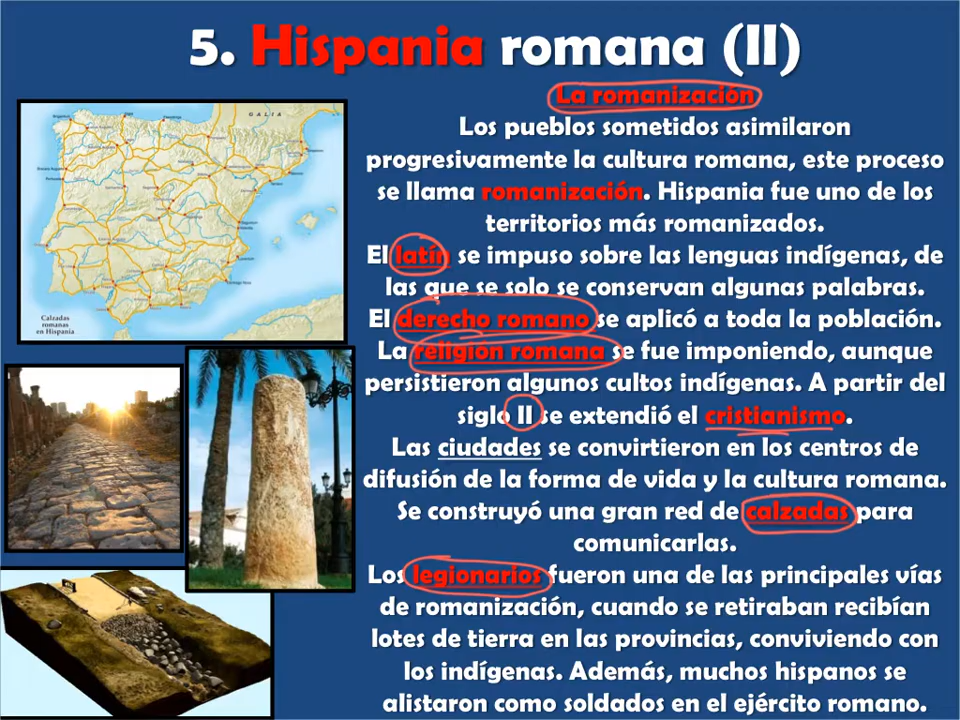 5. Hispania romana (II)
La romanización
Los pueblos sometidos asimilaron
progresivamente la cultura romana, este proceso
se llama romanización. Hispania fue uno de los
territorios más romanizados.
El latín se impuso sobre las lenguas indígenas, de
las que se solo se conservan algunas palabras.
El derecho romano se aplicó a toda la población.
La religión romana se fue imponiendo, aunque
persistieron algunos cultos indígenas. A partir del
siglo II se extendió el cristianismo.
Las ciudades se convirtieron en los centros de
difusión de la forma de vida y la cultura romana.
Se construyó una gran red de calzadas para
comunicarlas.
Los legionarios fueron una de las principales vías
de romanización, cuando se retiraban recibían
lotes de tierra en las provincias, conviviendo con
los indígenas. Además, muchos hispanos se
alistaron como soldados en el ejército romano.
GALIA
Calzadas
romanas
en Hispania